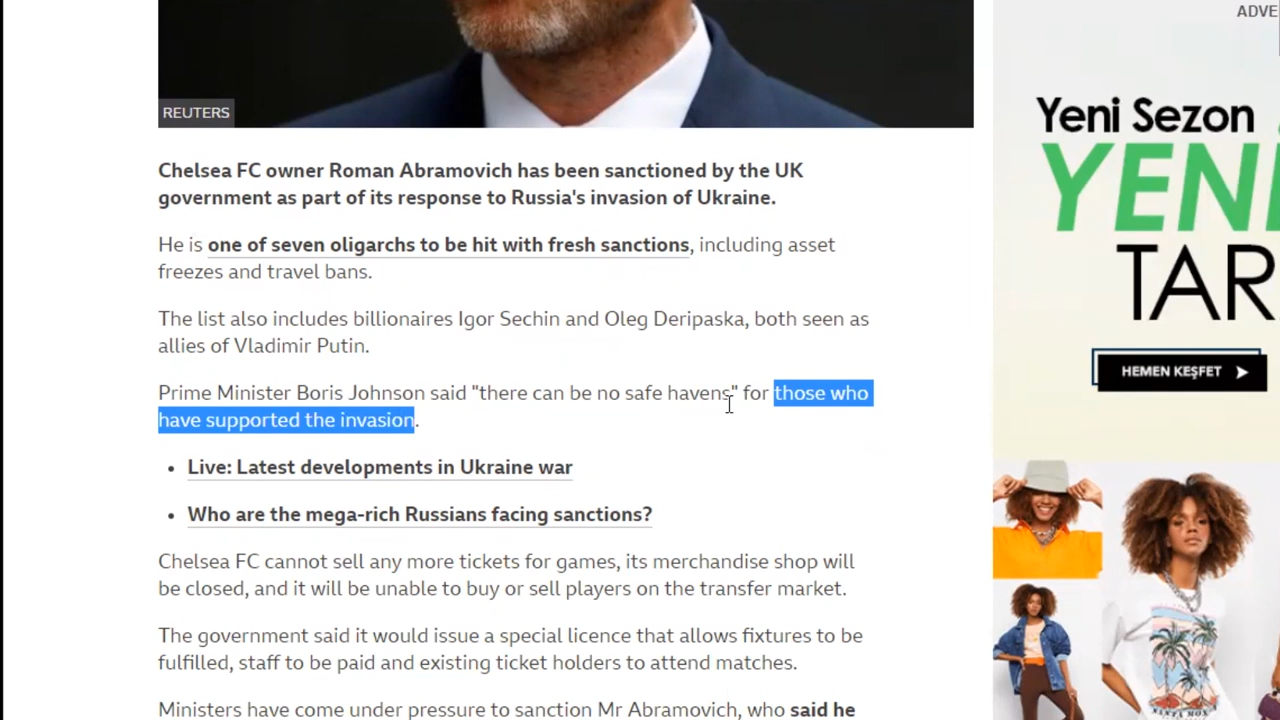 ADVE
REUTERS
Chelsea FC owner Roman Abramovich has been sanctioned by the UK
government as part of its response to Russia's invasion of Ukraine.
He is one of seven oligarchs to be hit with fresh sanctions, including asset
freezes and travel bans.
The list also includes billionaires Igor Sechin and Oleg Deripaska, both seen as
allies of Vladimir Putin.
Prime Minister Boris Johnson said "there can be no safe havens" for those who
have supported the invasion.
• Live: Latest developments in Ukraine war
• Who are the mega-rich Russians facing sanctions?
Chelsea FC cannot sell any more tickets for games, its merchandise shop will
be closed, and it will be unable to buy or sell players on the transfer market.
The government said it would issue a special licence that allows fixtures to be
fulfilled, staff to be paid and existing ticket holders to attend matches.
Ministers have come under pressure to sanction Mr Abramovich, who said he
Yeni Sezon
YENİ
TAR
HEMEN KEŞFET